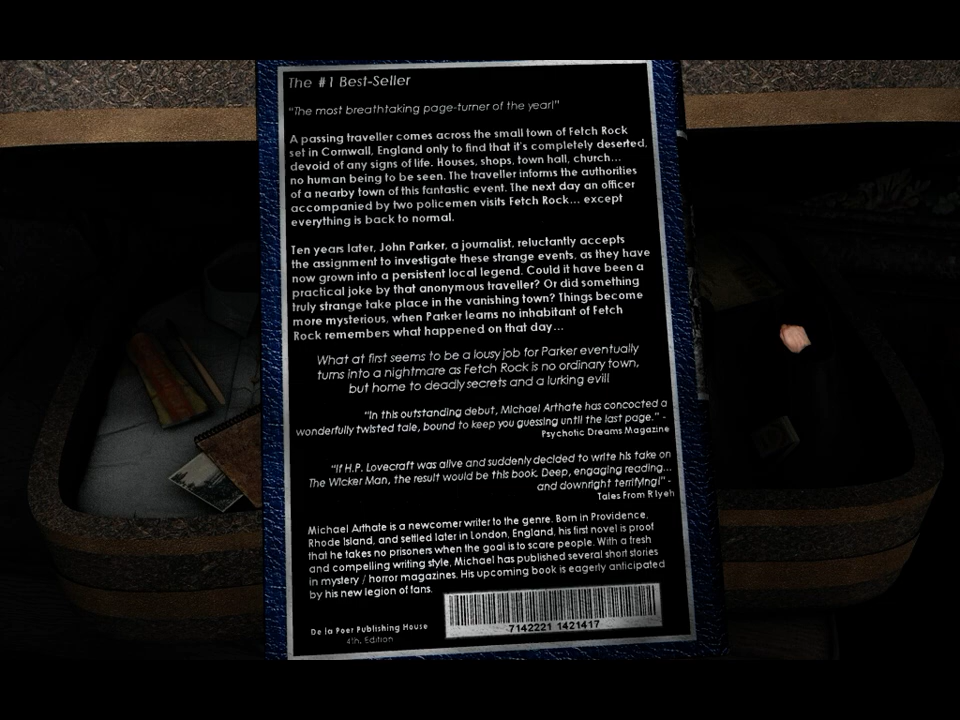 The #1 Best-Seller
"The most breathtaking page-turner of the year!"
A passing traveller comes across the small town of Fetch Rock
set in Cornwall, England only to find that it's completely deserted,
devoid of any signs of life. Houses, shops, town hall, church...
no human being to be seen. The traveller informs the authorities
of a nearby town of this fantastic event. The next day an officer
accompanied by two policemen visits Fetch Rock... except
everything is back to normal.
Ten years later, John Parker, a journalist, reluctantly accepts
the assignment to investigate these strange events, as they have
now grown into a persistent local legend. Could it have been a
practical joke by that anonymous traveller? Or did something
truly strange take place in the vanishing town? Things become
more mysterious, when Parker learns no inhabitant of Fetch
Rock remembers what happened on that day...
What at first seems to be a lousy job for Parker eventually
turns into a nightmare as Fetch Rock is no ordinary town,
but home to deadly secrets and a lurking evil!
"In this outstanding debut, Michael Arthate has concocted a
wonderfully twisted tale, bound to keep you guessing until the last page." -
Psychotic Dreams Magazine
"If H.P. Lovecraft was alive and suddenly decided to write his take on
The Wicker Man, the result would be this book. Deep, engaging reading...
and downright terrifying!" -
Tales From R'lyeh
Michael Arthate is a newcomer writer to the genre. Born in Providence,
Rhode Island, and settled later in London, England, his first novel is proof
that he takes no prisoners when the goal is to scare people. With a fresh
and compelling writing style, Michael has published several short stories
in mystery / horror magazines. His upcoming book is eagerly anticipated
by his new legion of fans.
De la Poer Publishing House
4th. Edition
7142221 1421417